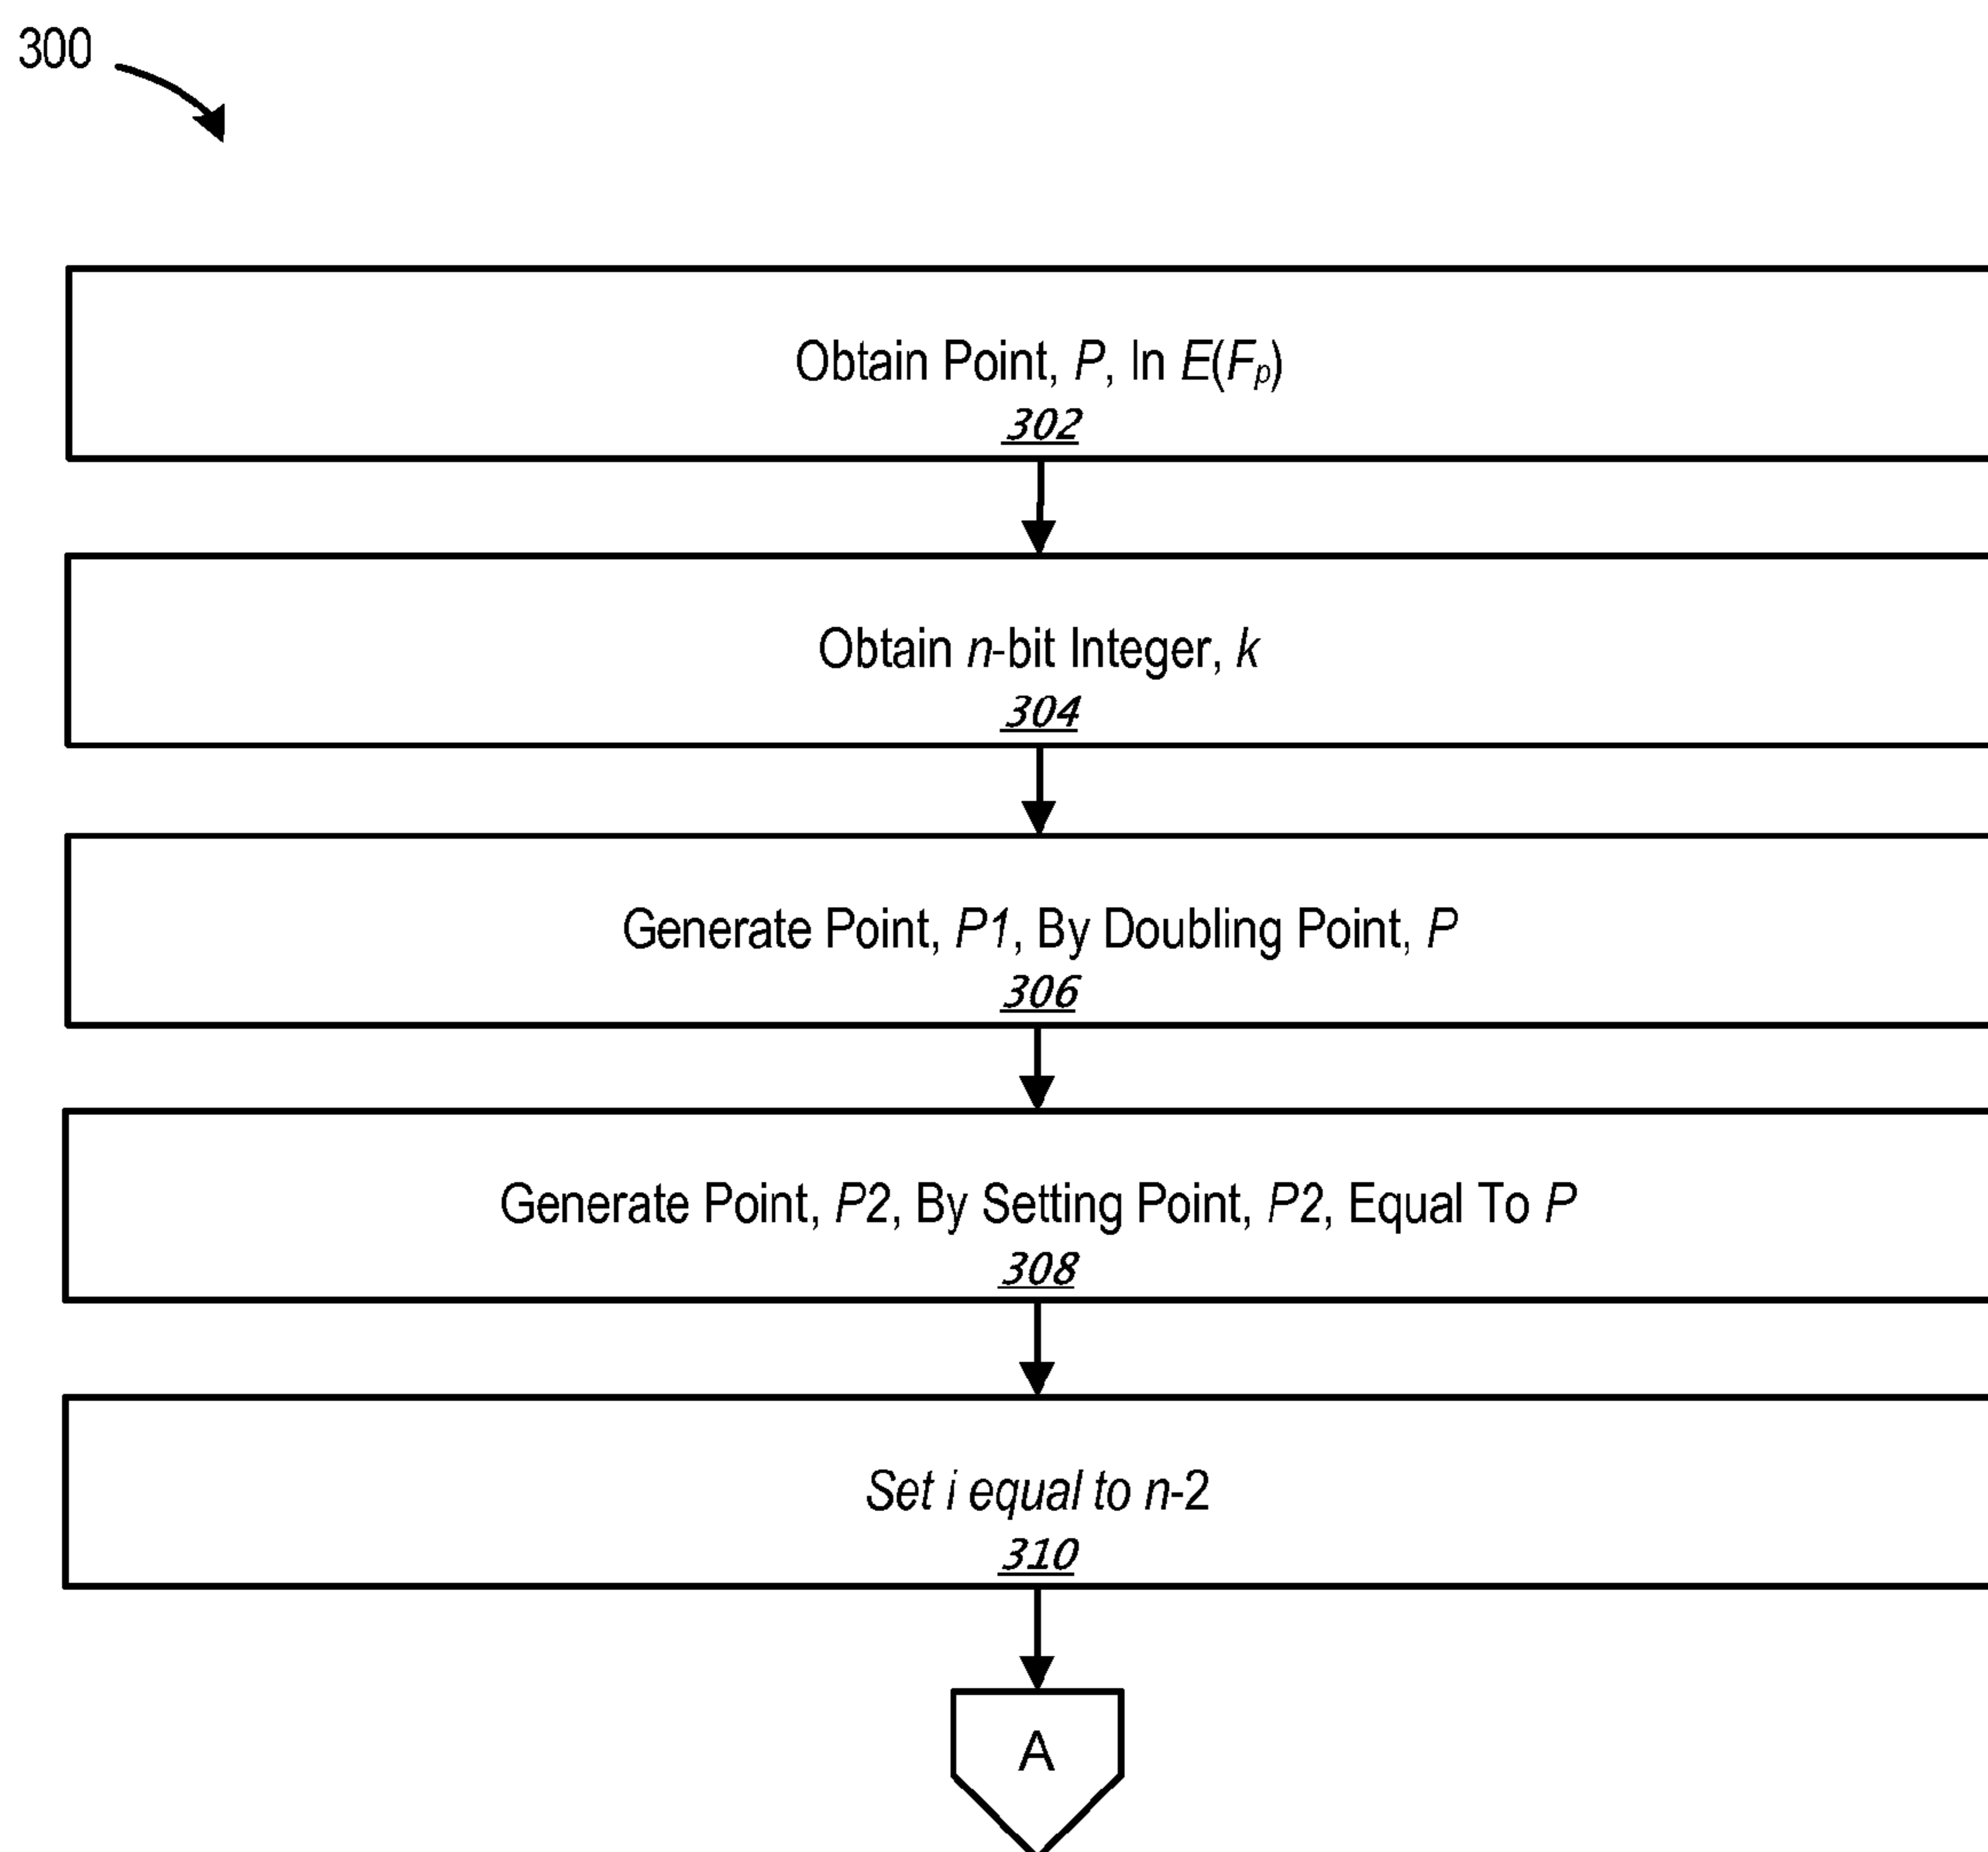 300
Obtain Point, P, In E(Fp)
302
Obtain n-bit Integer, k
304
Generate Point, P1, By Doubling Point, P
306
Generate Point, P2, By Setting Point, P2, Equal To P
308
Set i equal to n-2
310
A